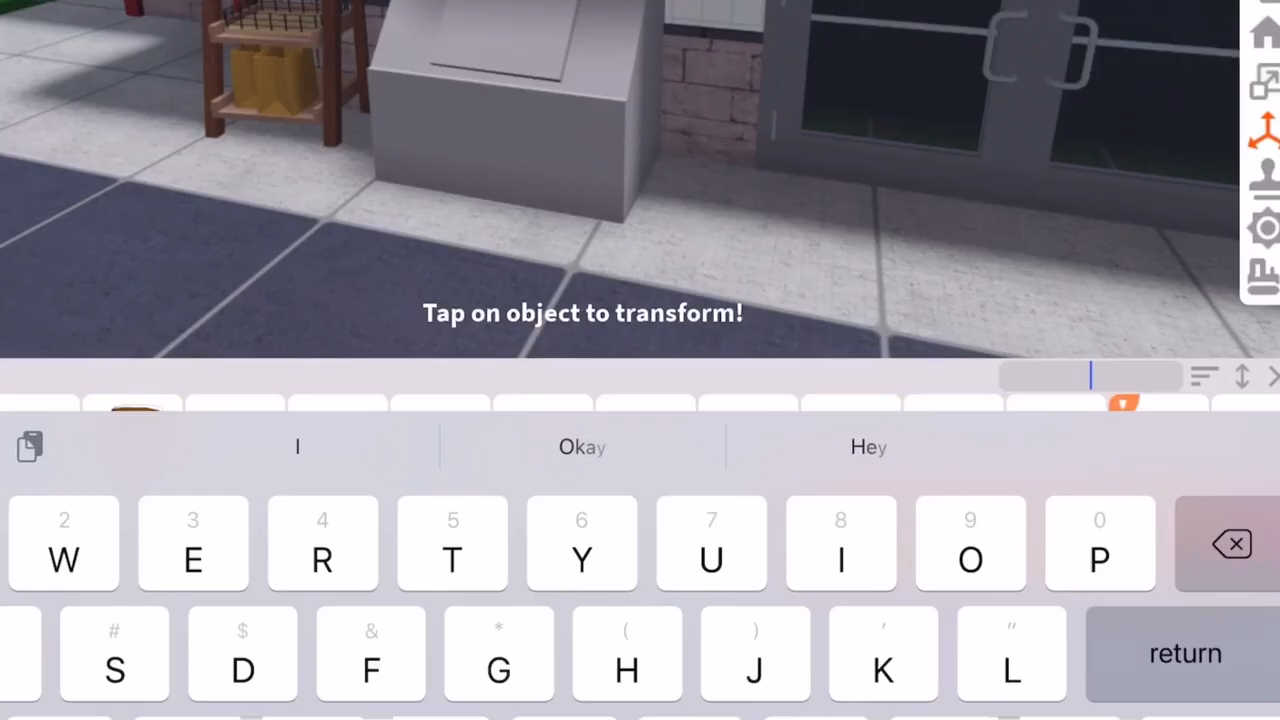 Tap on object to transform!
I Okay Hey
2 3 4 5 6 7 8 9 0
W E R T Y U I O P
# $ & * ( ) ' "
S D F G H J K L return